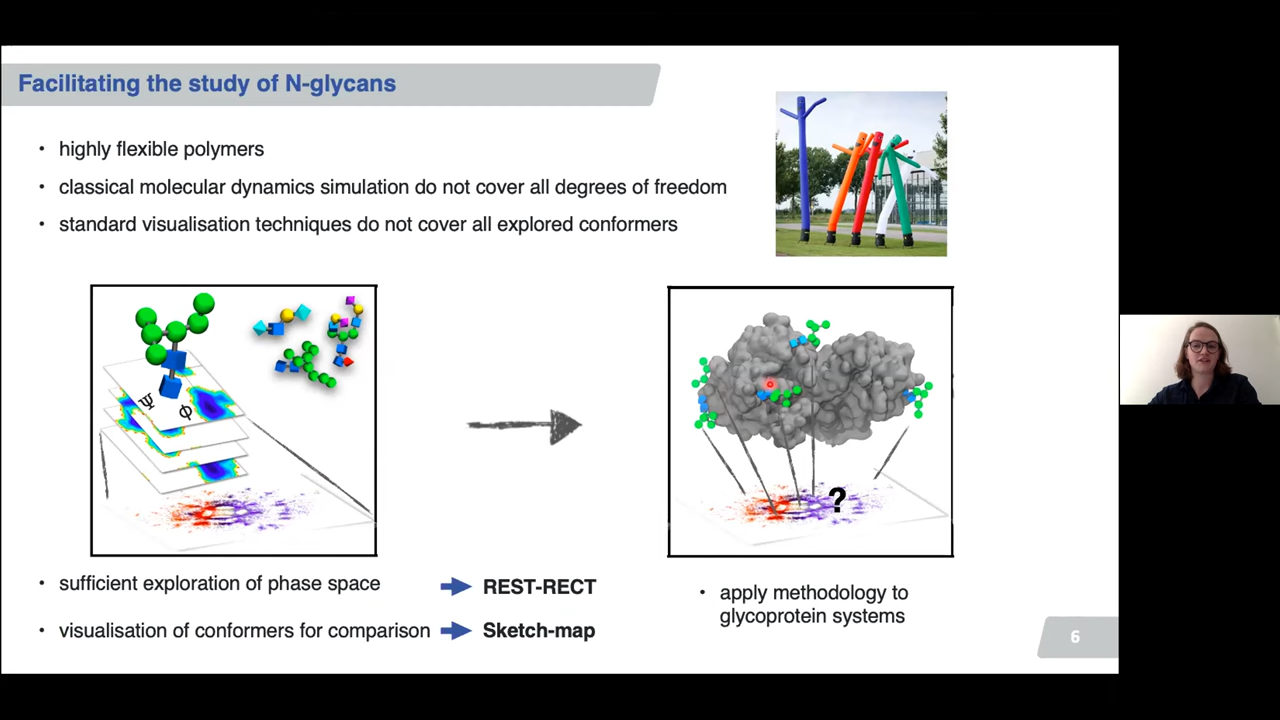 Facilitating the study of N-glycans
highly flexible polymers
classical molecular dynamics simulation do not cover all degrees of freedom
standard visualisation techniques do not cover all explored conformers
Ψ Φ
?
sufficient exploration of phase space
REST-RECT
visualisation of conformers for comparison
Sketch-map
apply methodology to
glycoprotein systems
6